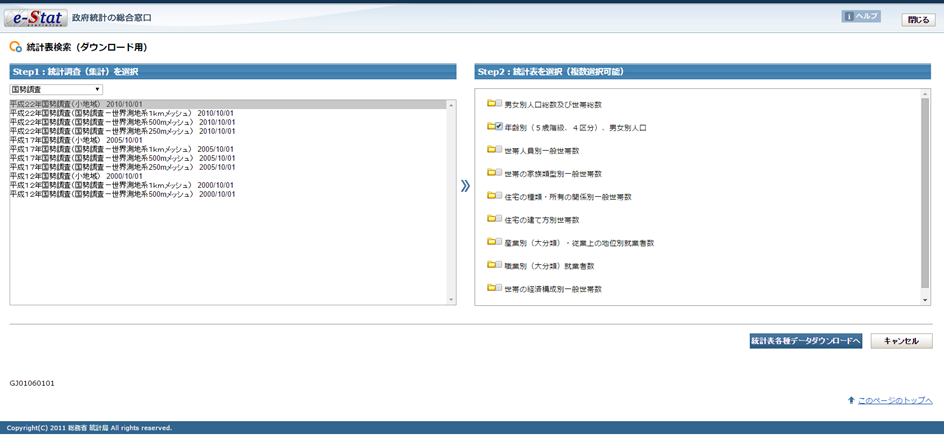 e-Stat 政府統計の総合窓口
ヘルプ
閉じる
統計表検索（ダウンロード用）
Step1：統計調査（集計）を選択
国勢調査
平成22年国勢調査（小地域） 2010/10/01
平成22年国勢調査（国勢調査－世界測地系1kmメッシュ） 2010/10/01
平成22年国勢調査（国勢調査－世界測地系500mメッシュ） 2010/10/01
平成22年国勢調査（国勢調査－世界測地系250mメッシュ） 2010/10/01
平成17年国勢調査（小地域） 2005/10/01
平成17年国勢調査（国勢調査－世界測地系1kmメッシュ） 2005/10/01
平成17年国勢調査（国勢調査－世界測地系500mメッシュ） 2005/10/01
平成17年国勢調査（国勢調査－世界測地系250mメッシュ） 2005/10/01
平成12年国勢調査（小地域） 2000/10/01
平成12年国勢調査（国勢調査－世界測地系1kmメッシュ） 2000/10/01
平成12年国勢調査（国勢調査－世界測地系500mメッシュ） 2000/10/01
Step2：統計表を選択（複数選択可能）
男女別人口総数及び世帯総数
年齢別（５歳階級、４区分）、男女別人口
世帯人員別一般世帯数
世帯の家族類型別一般世帯数
住宅の種類・所有の関係別一般世帯数
住宅の建て方別世帯数
産業別（大分類）・従業上の地位別就業者数
職業別（大分類）就業者数
世帯の経済構成別一般世帯数
統計表各種データダウンロードへ
キャンセル
GJ01060101
このページのトップへ
Copyright(C) 2011 総務省 統計局 All rights reserved.